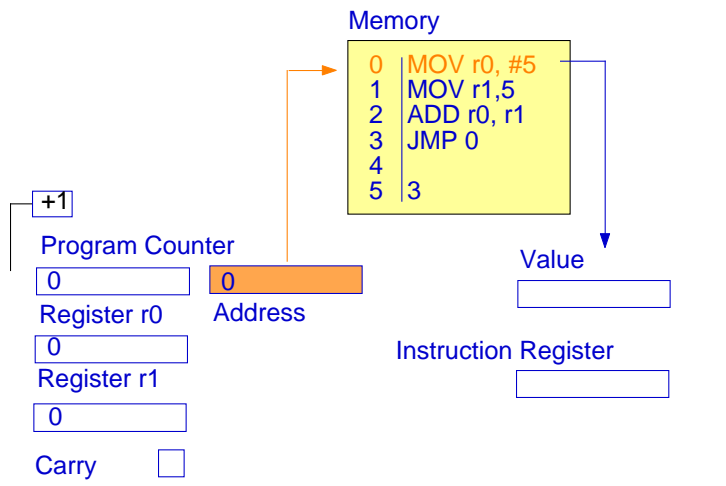 Memory
0 MOV r0, #5
1 MOV r1,5
2 ADD r0, r1
3 JMP 0
4
5 3
+1
Program Counter
0
0
Address
Value
Register r0
0
Instruction Register
Register r1
0
Carry